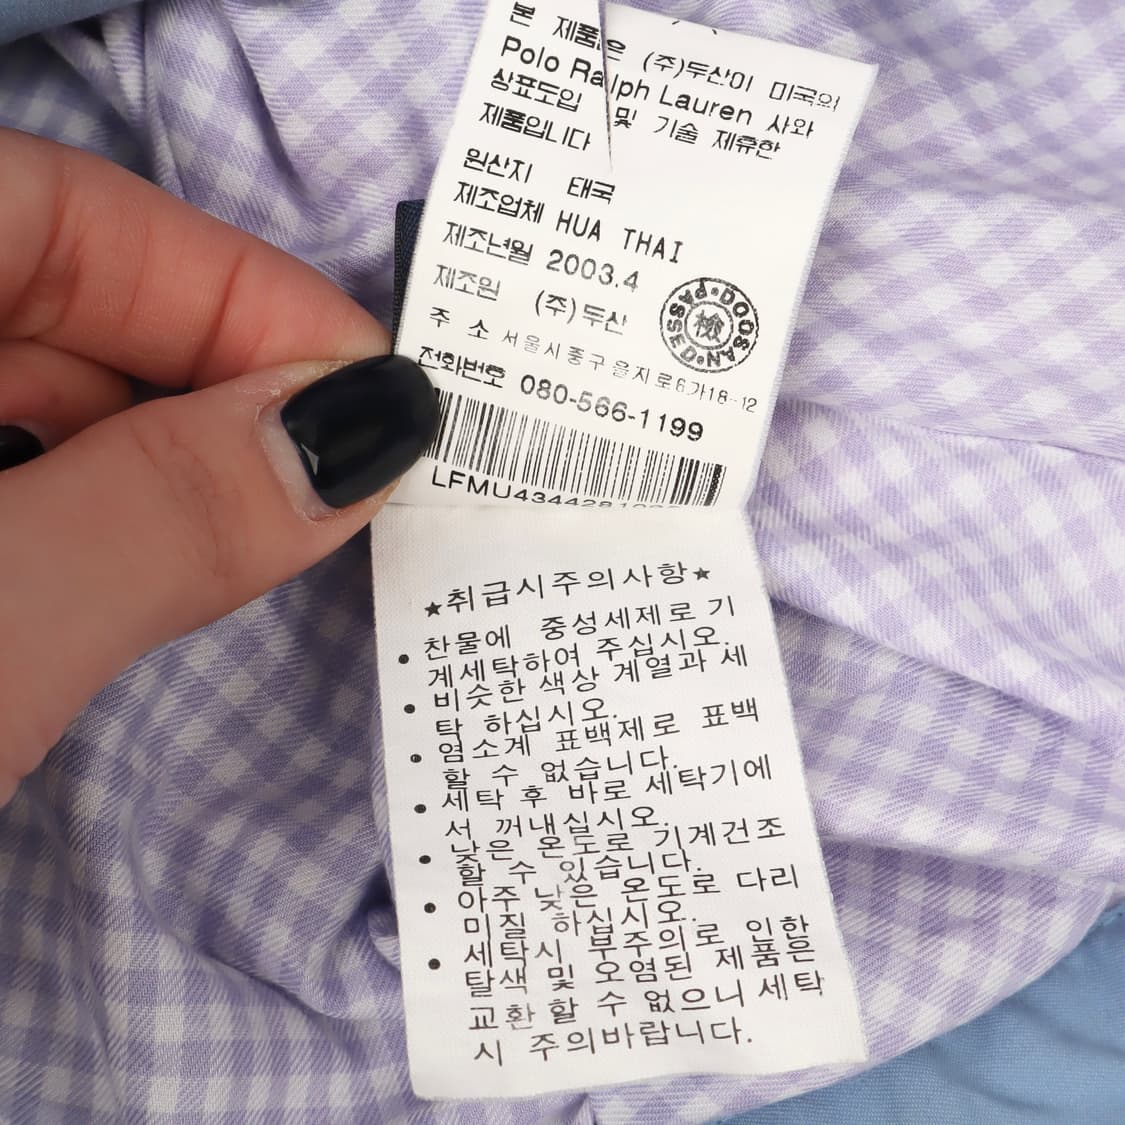 본 제품은 (주)두산이 미국의
Polo Ralph Lauren 사와
상표도입 및 기술 제휴한
제품입니다
원산지 태국
제조업체 HUA THAI
제조년월 2003.4
제조원 (주)두산
주 소 서울시중구 을지로6가18-12
전화번호 080-566-1199
DOOSAN PASSED
檢
★취급시주의사항★
• 찬물에 중성세제로 기
계세탁하여 주십시오.
• 비슷한 색상 계열과 세
탁 하십시오.
• 염소계 표백제로 표백
할 수 없습니다.
• 세탁 후 바로 세탁기에
서 꺼내십시오.
• 낮은 온도로 기계건조
할 수 있습니다.
• 아주 낮은 온도로 다리
미질 하십시오.
• 세탁시 부주의로 인한
탈색 및 오염된 제품은
교환 할 수 없으니 세탁
시 주의바랍니다.